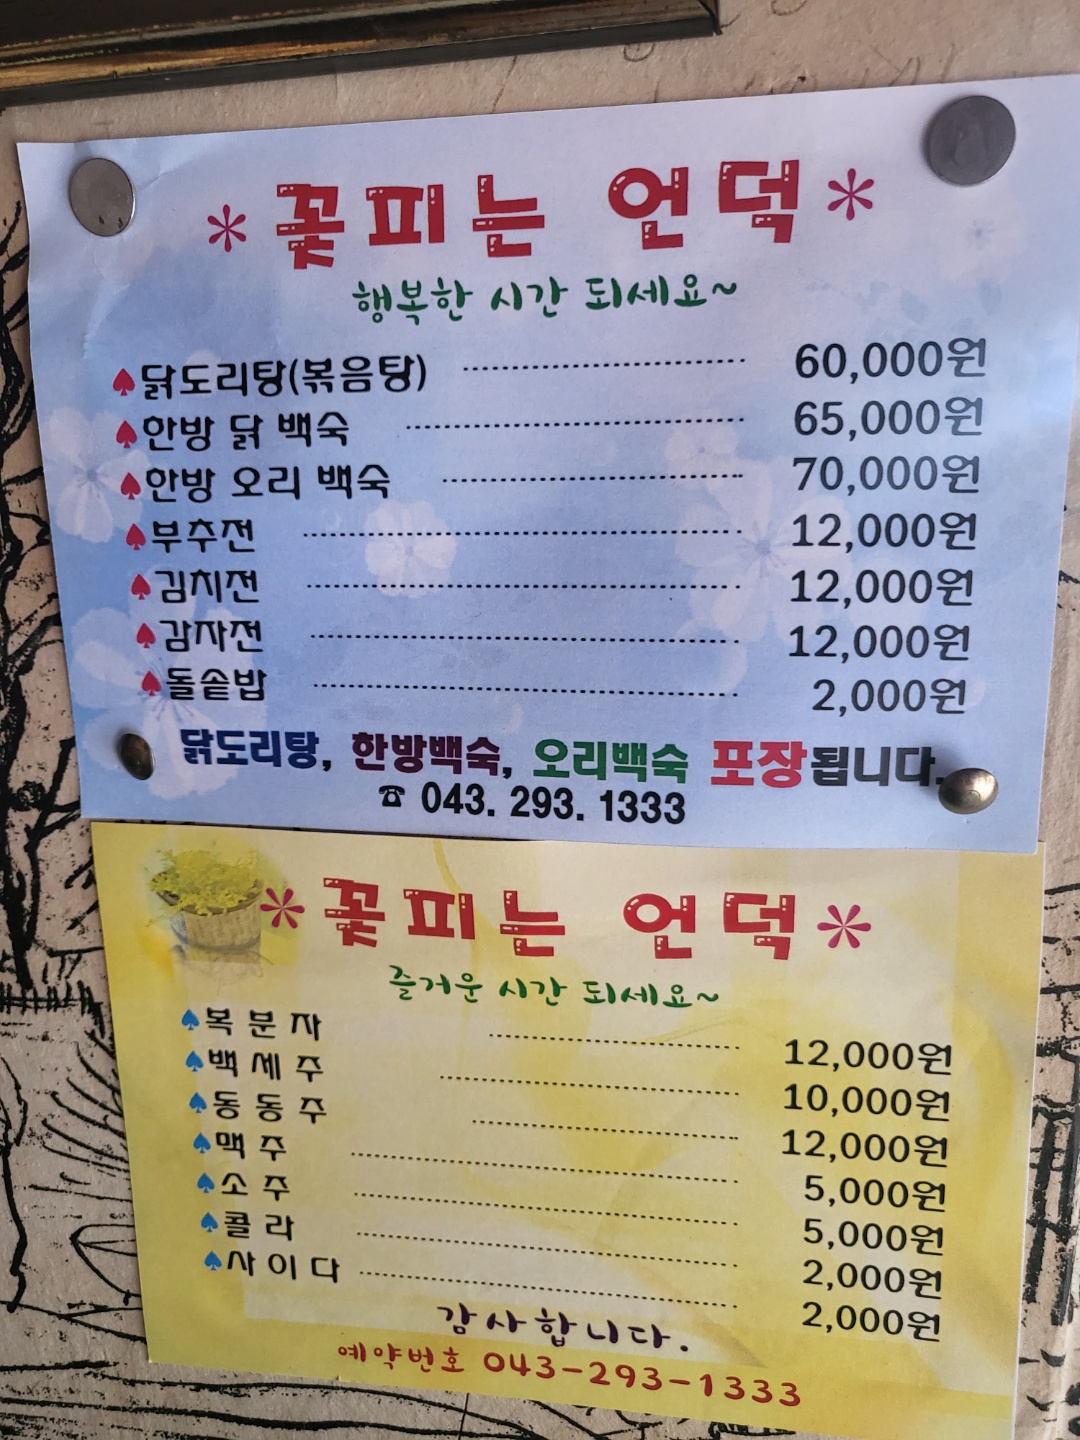 *꽃피는 언덕*
행복한 시간 되세요~
♠닭도리탕(볶음탕) 60,000원
♠한방 닭 백숙 65,000원
♠한방 오리 백숙 70,000원
♠부추전 12,000원
♠김치전 12,000원
♠감자전 12,000원
♠돌솥밥 2,000원
닭도리탕, 한방백숙, 오리백숙 포장됩니다.
☎ 043. 293. 1333
*꽃피는 언덕*
즐거운 시간 되세요~
♠복분자 12,000원
♠백세주 10,000원
♠동동주 12,000원
♠맥주 5,000원
♠소주 5,000원
♠콜라 2,000원
♠사이다 2,000원
감사합니다.
예약번호 043-293-1333